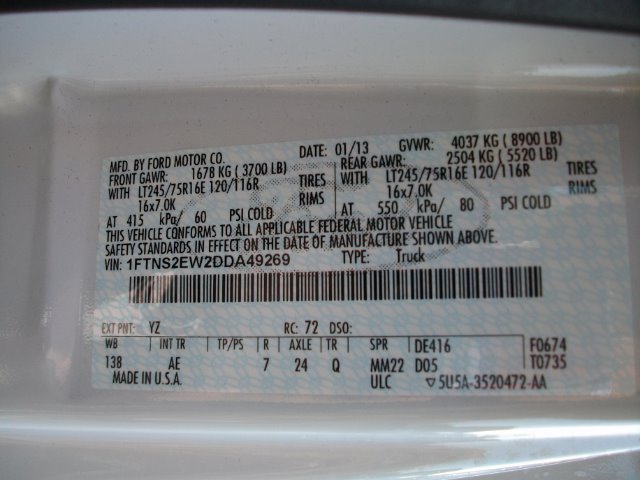 MFD. BY FORD MOTOR CO. DATE: 01/13 GVWR: 4037 KG ( 8900 LB)
FRONT GAWR: 1678 KG ( 3700 LB) REAR GAWR: 2504 KG ( 5520 LB)
WITH LT245/75R16E 120/116R TIRES WITH LT245/75R16E 120/116R TIRES
16x7.0K RIMS 16x7.0K RIMS
AT 415 kPa/ 60 PSI COLD AT 550 kPa/ 80 PSI COLD
THIS VEHICLE CONFORMS TO ALL APPLICABLE FEDERAL MOTOR VEHICLE
SAFETY STANDARDS IN EFFECT ON THE DATE OF MANUFACTURE SHOWN ABOVE.
VIN: 1FTNS2EW2DDA49269 TYPE: Truck
EXT PNT: YZ RC: 72 DSO:
WB INT TR TP/PS R AXLE TR SPR DE416 F0674
138 AE 7 24 Q MM22 D05 T0735
MADE IN U.S.A. ULC ▽5U5A-3520472-AA